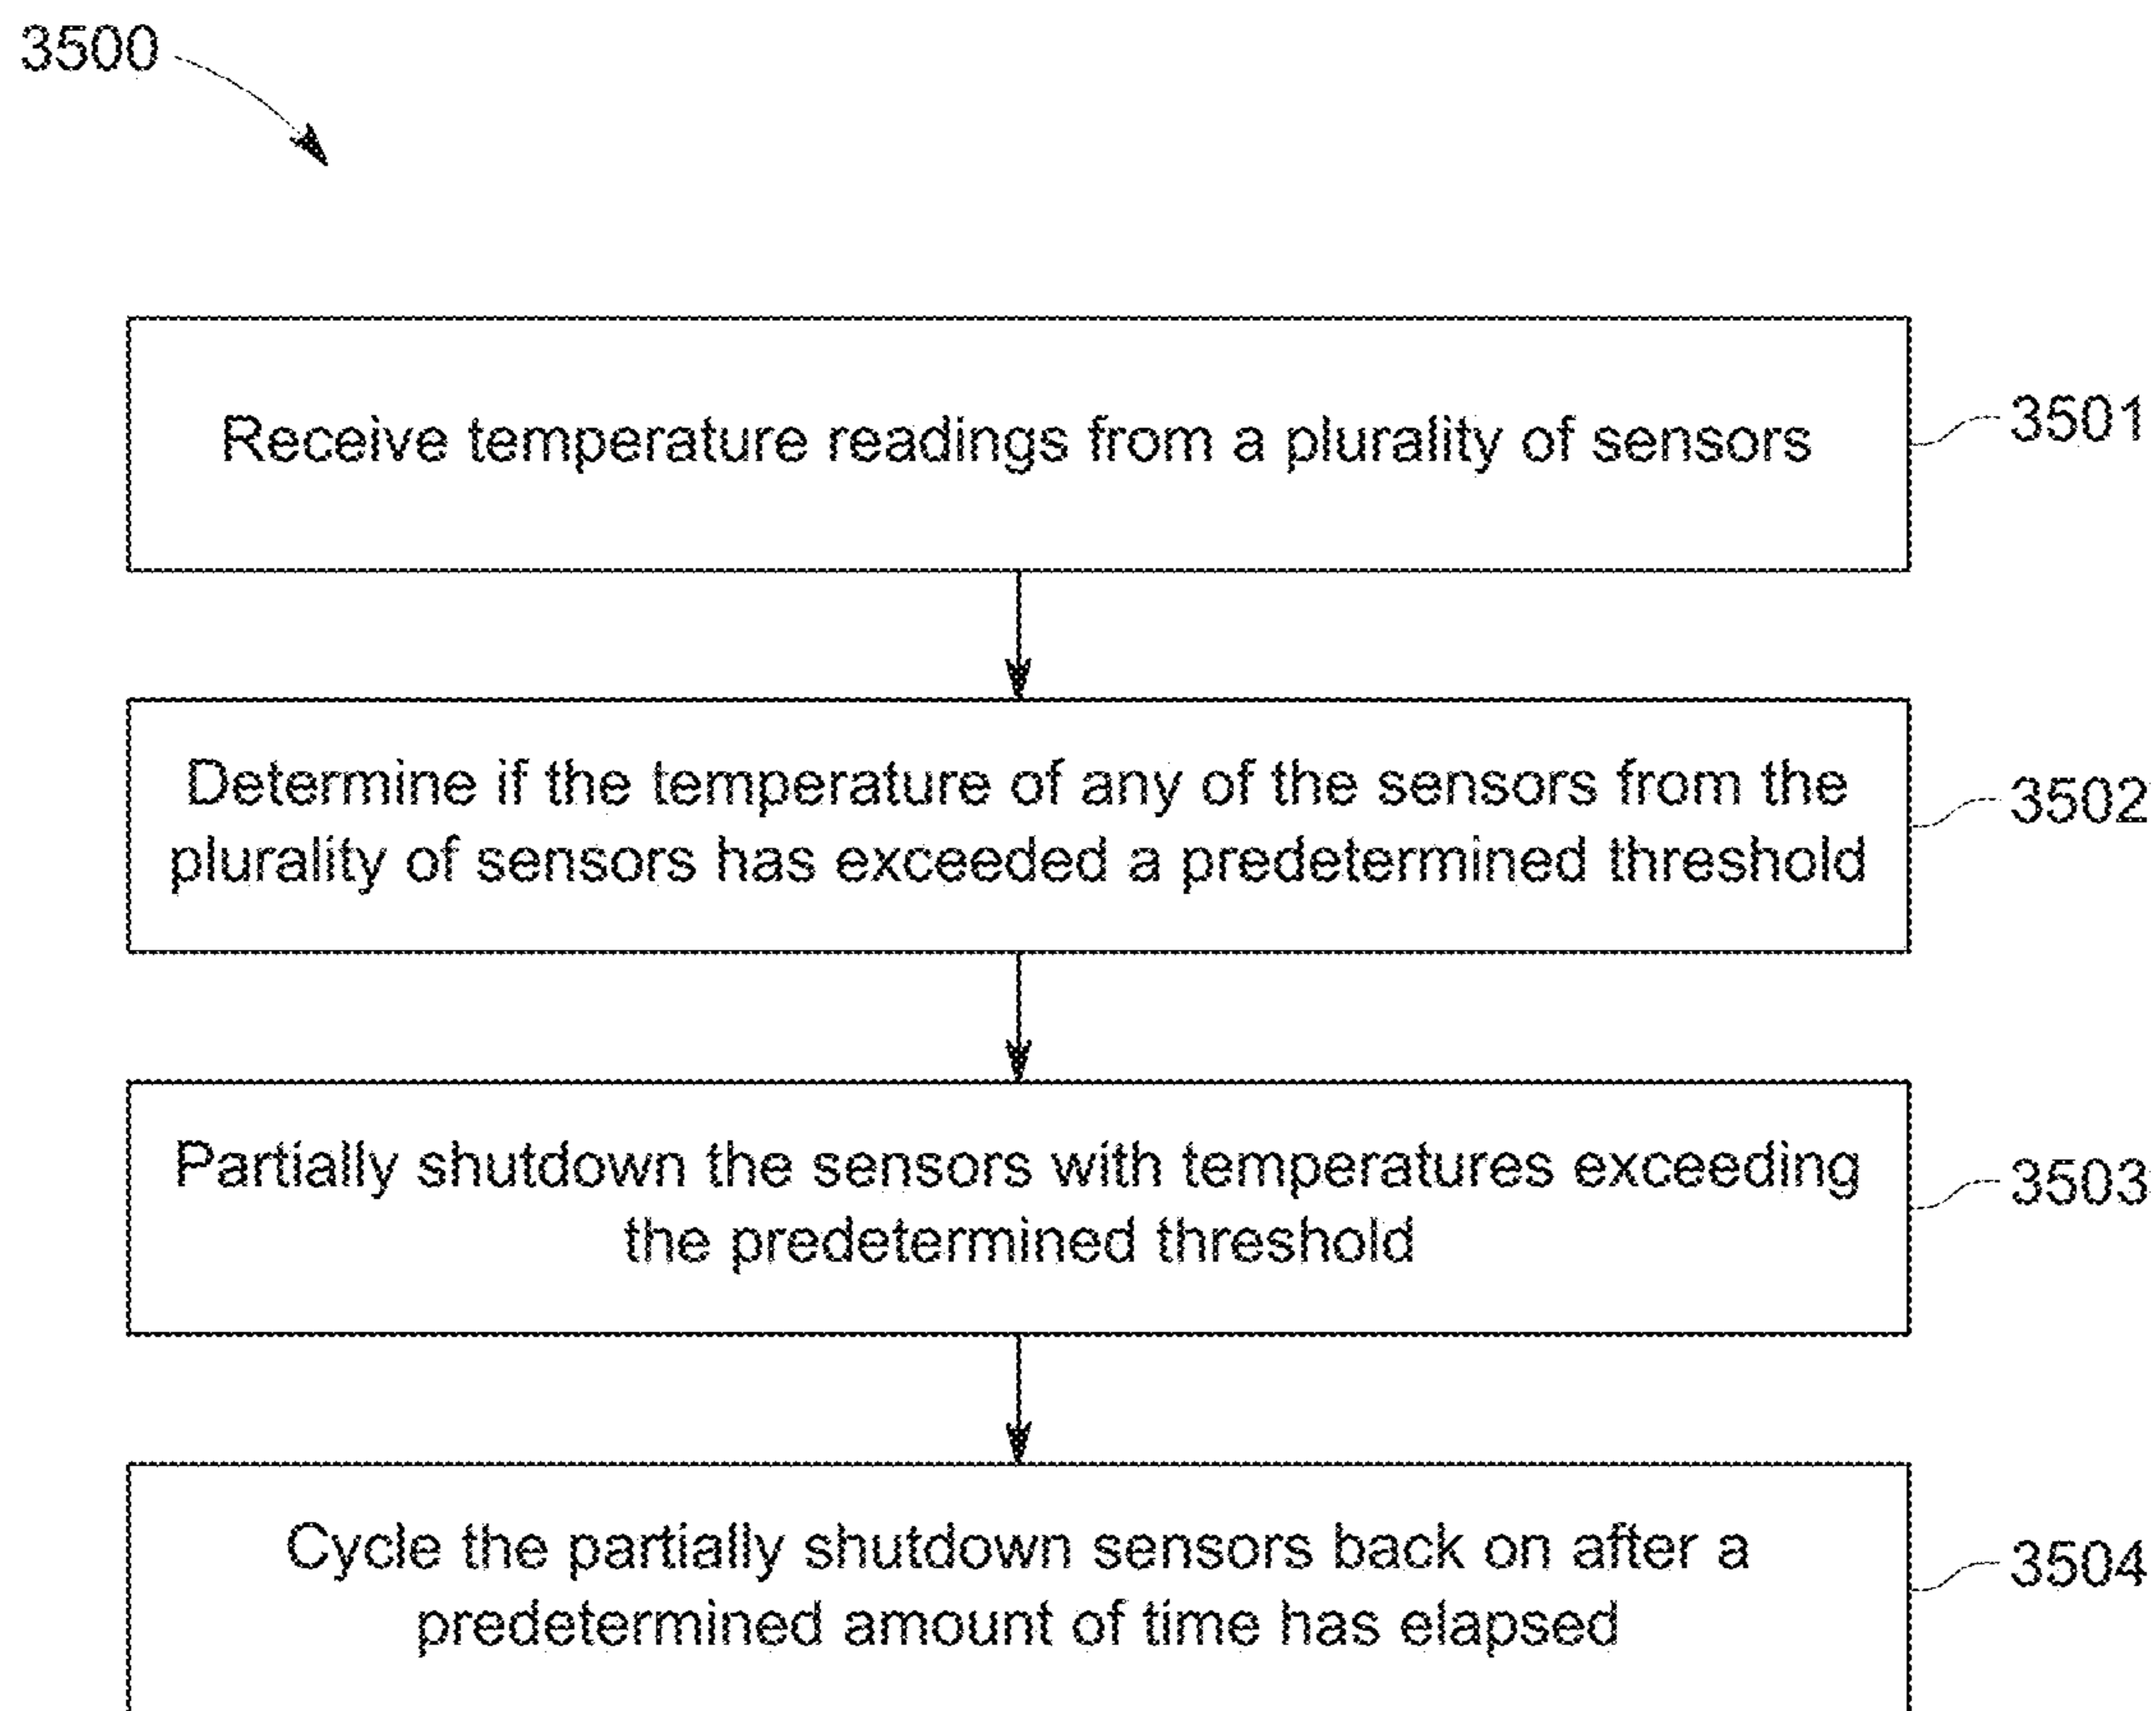 3500
Receive temperature readings from a plurality of sensors
3501
Determine if the temperature of any of the sensors from the
plurality of sensors has exceeded a predetermined threshold
3502
Partially shutdown the sensors with temperatures exceeding
the predetermined threshold
3503
Cycle the partially shutdown sensors back on after a
predetermined amount of time has elapsed
3504